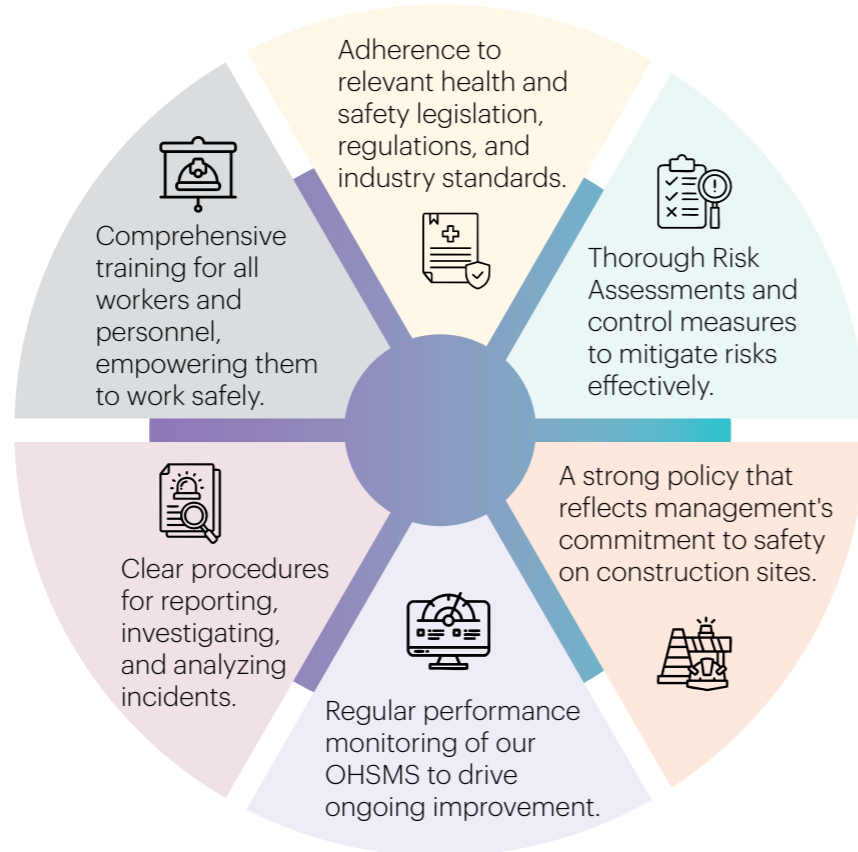 Adherence to
relevant health and
safety legislation,
regulations, and
industry standards.
Thorough Risk
Assessments and
control measures
to mitigate risks
effectively.
A strong policy that
reflects management's
commitment to safety
on construction sites.
Regular performance
monitoring of our
OHSMS to drive
ongoing improvement.
Clear procedures
for reporting,
investigating,
and analyzing
incidents.
Comprehensive
training for all
workers and
personnel,
empowering them
to work safely.